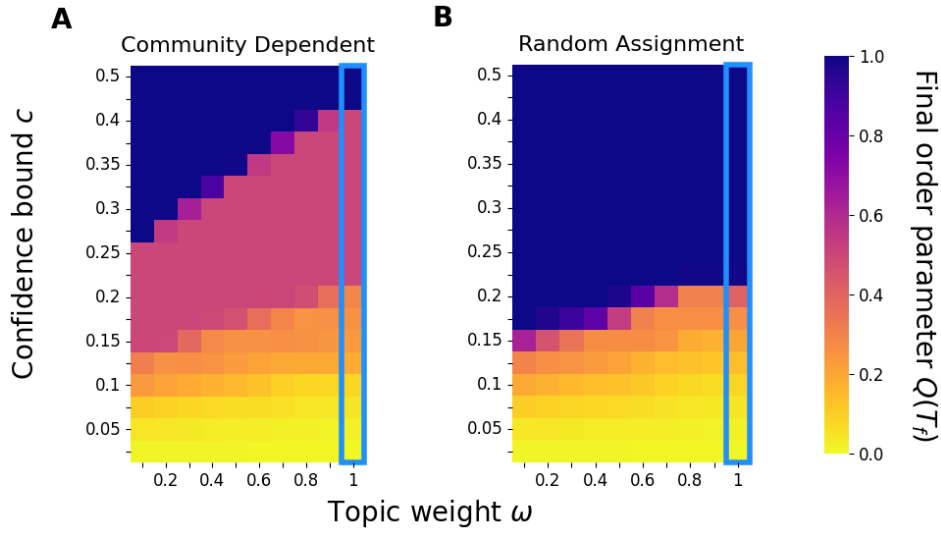 A
B
Community Dependent
Random Assignment
Confidence bound c
0.5
0.4
0.35
0.3
0.25
0.2
0.15
0.1
0.05
0.2 0.4 0.6 0.8 1
0.5
0.4
0.35
0.3
0.25
0.2
0.15
0.1
0.05
0.2 0.4 0.6 0.8 1
Topic weight ω
1.0
0.8
0.6
0.4
0.2
0.0
Final order parameter Q(T_f)